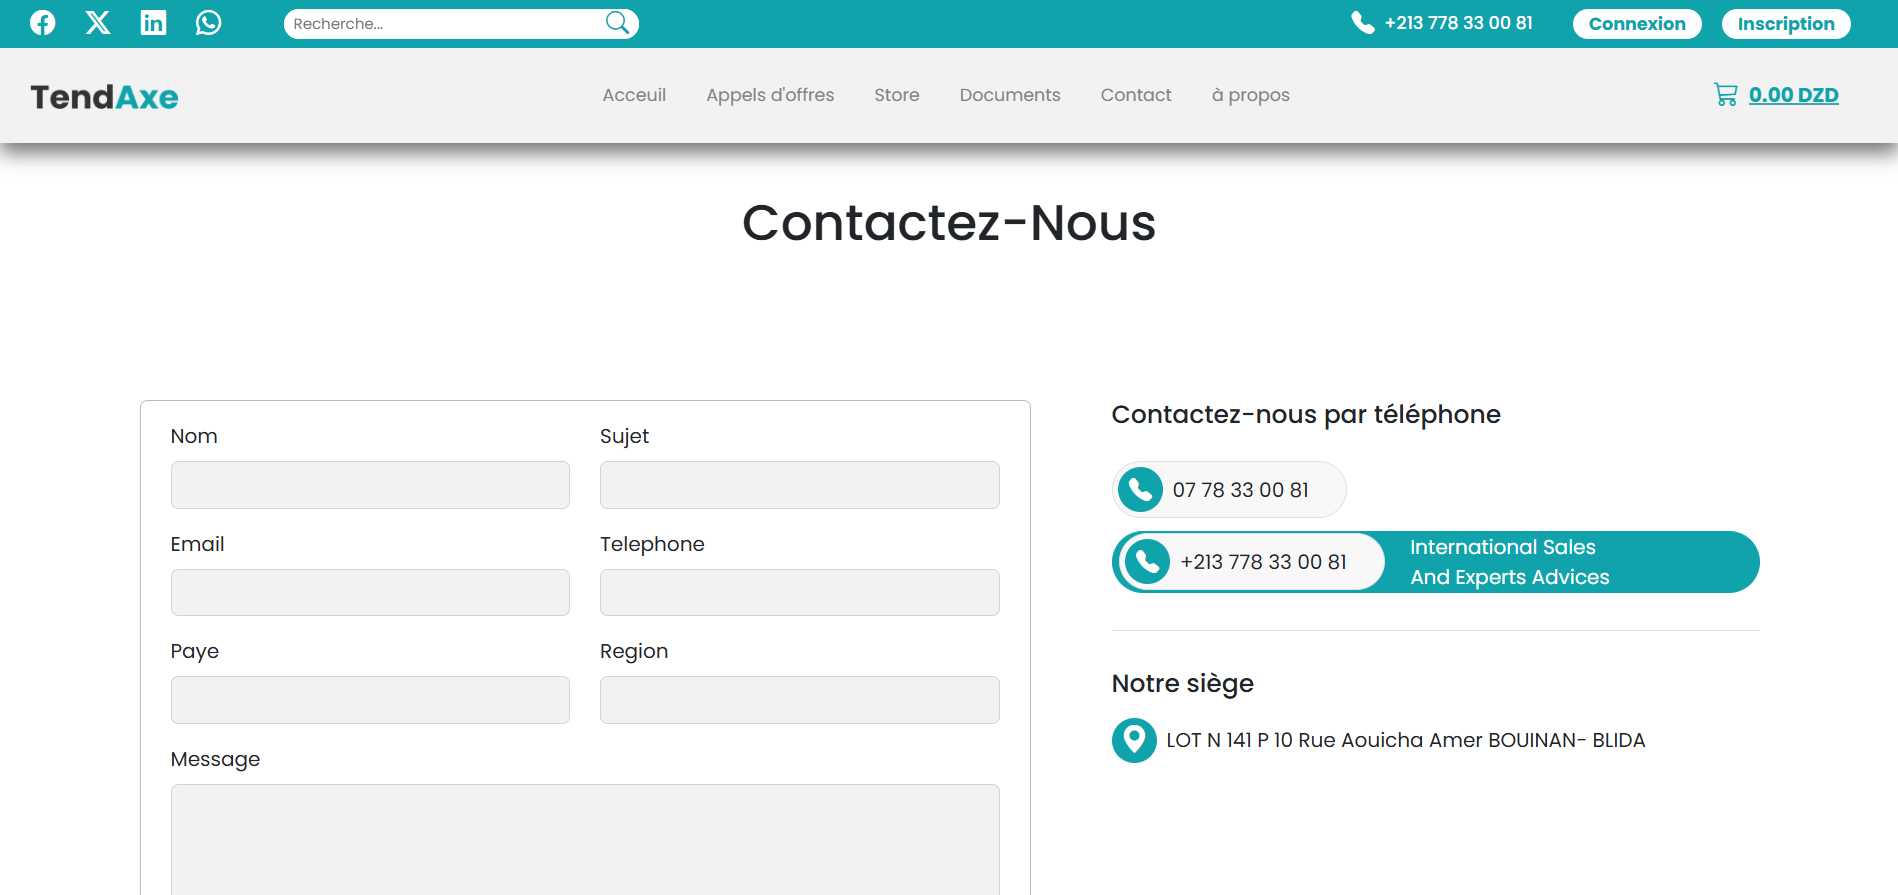 Recherche...
+213 778 33 00 81
Connexion
Inscription
TendAxe
Acceuil
Appels d'offres
Store
Documents
Contact
à propos
0.00 DZD
Contactez-Nous
Nom
Sujet
Email
Telephone
Paye
Region
Message
Contactez-nous par téléphone
07 78 33 00 81
+213 778 33 00 81
International Sales
And Experts Advices
Notre siège
LOT N 141 P 10 Rue Aouicha Amer BOUINAN- BLIDA